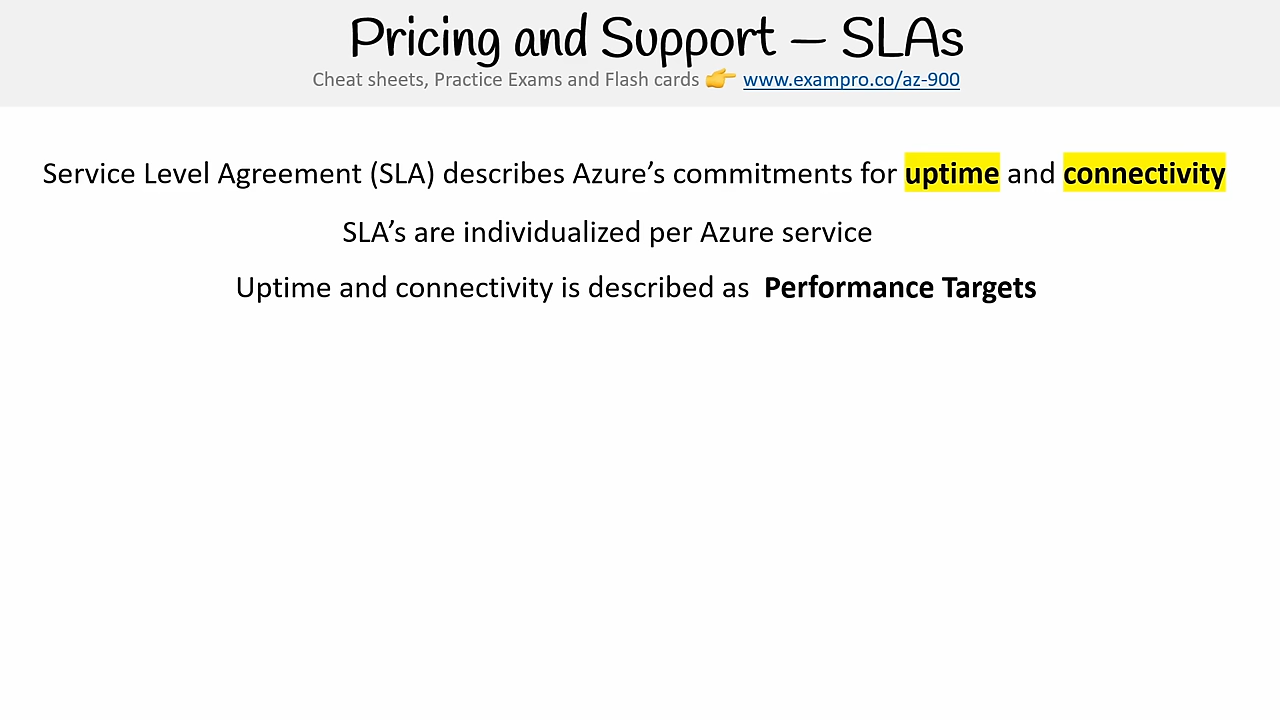 Pricing and Support – SLAs
Cheat sheets, Practice Exams and Flash cards 👉 www.exampro.co/az-900
Service Level Agreement (SLA) describes Azure’s commitments for uptime and connectivity
SLA’s are individualized per Azure service
Uptime and connectivity is described as Performance Targets